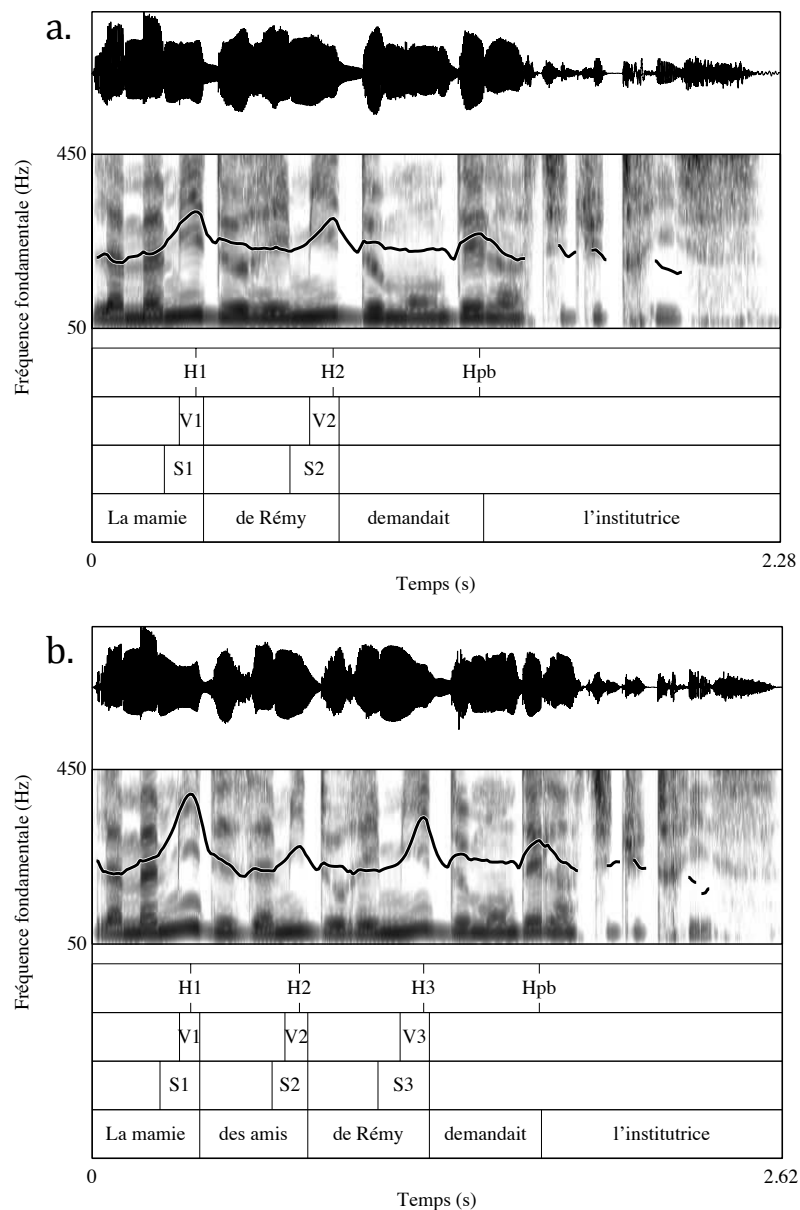 a.
450
Fréquence fondamentale (Hz)
50
H1 H2 Hpb
V1 V2
S1 S2
La mamie de Rémy demandait l’institutrice
0 2.28
Temps (s)
b.
450
Fréquence fondamentale (Hz)
50
H1 H2 H3 Hpb
V1 V2 V3
S1 S2 S3
La mamie des amis de Rémy demandait l’institutrice
0 2.62
Temps (s)